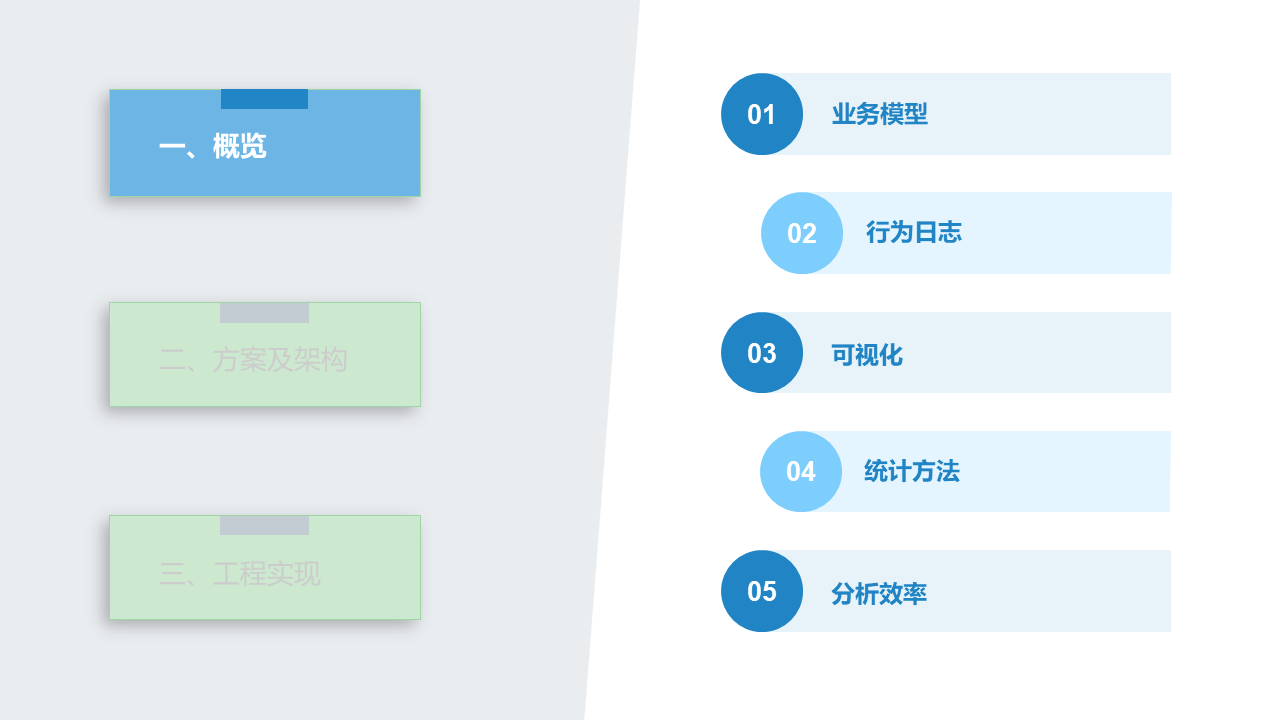 一、概览
二、方案及架构
三、工程实现
01 业务模型
02 行为日志
03 可视化
04 统计方法
05 分析效率